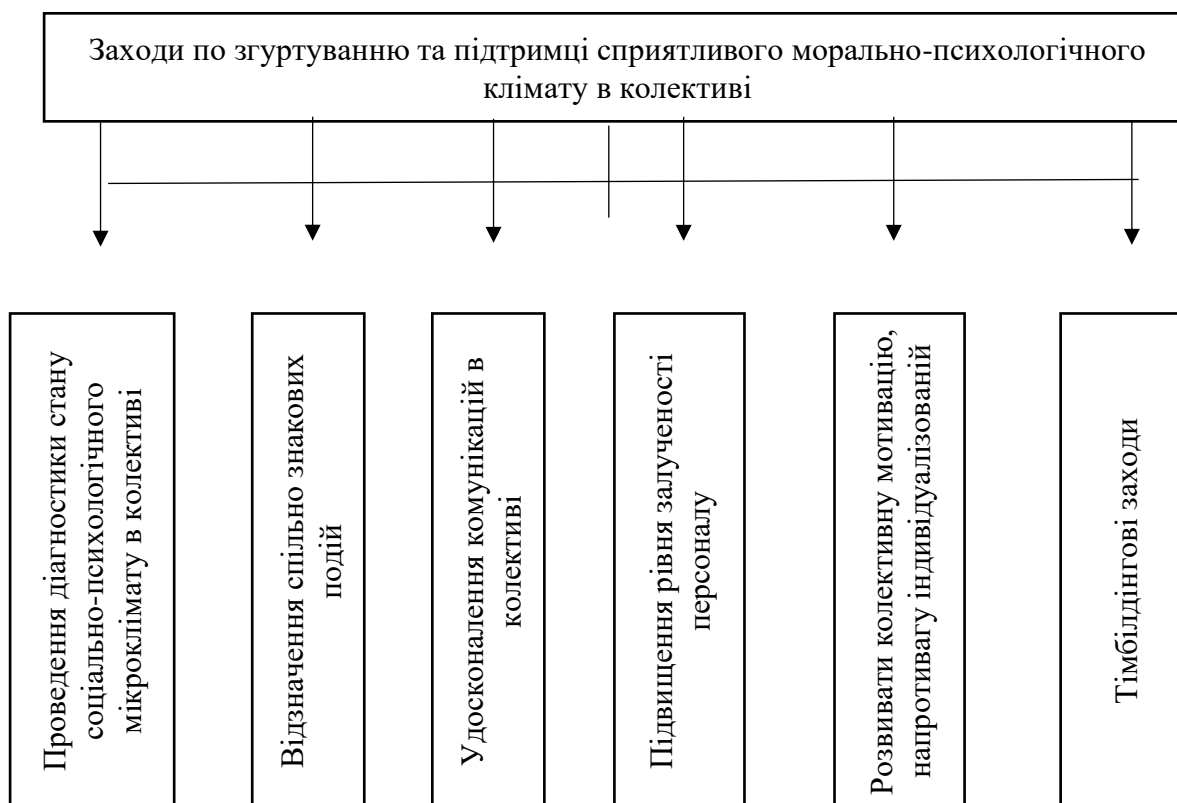 Заходи по згуртуванню та підтримці сприятливого морально-психологічного
клімату в колективі
Проведення діагностики стану
соціально-психологічного
мікроклімату в колективі
Відзначення спільно знакових
подій
Удосконалення комунікацій в
колективі
Підвищення рівня залученості
персоналу
Розвивати колективну мотивацію,
напротивагу індивідуалізованій
Тімбілдінгові заходи